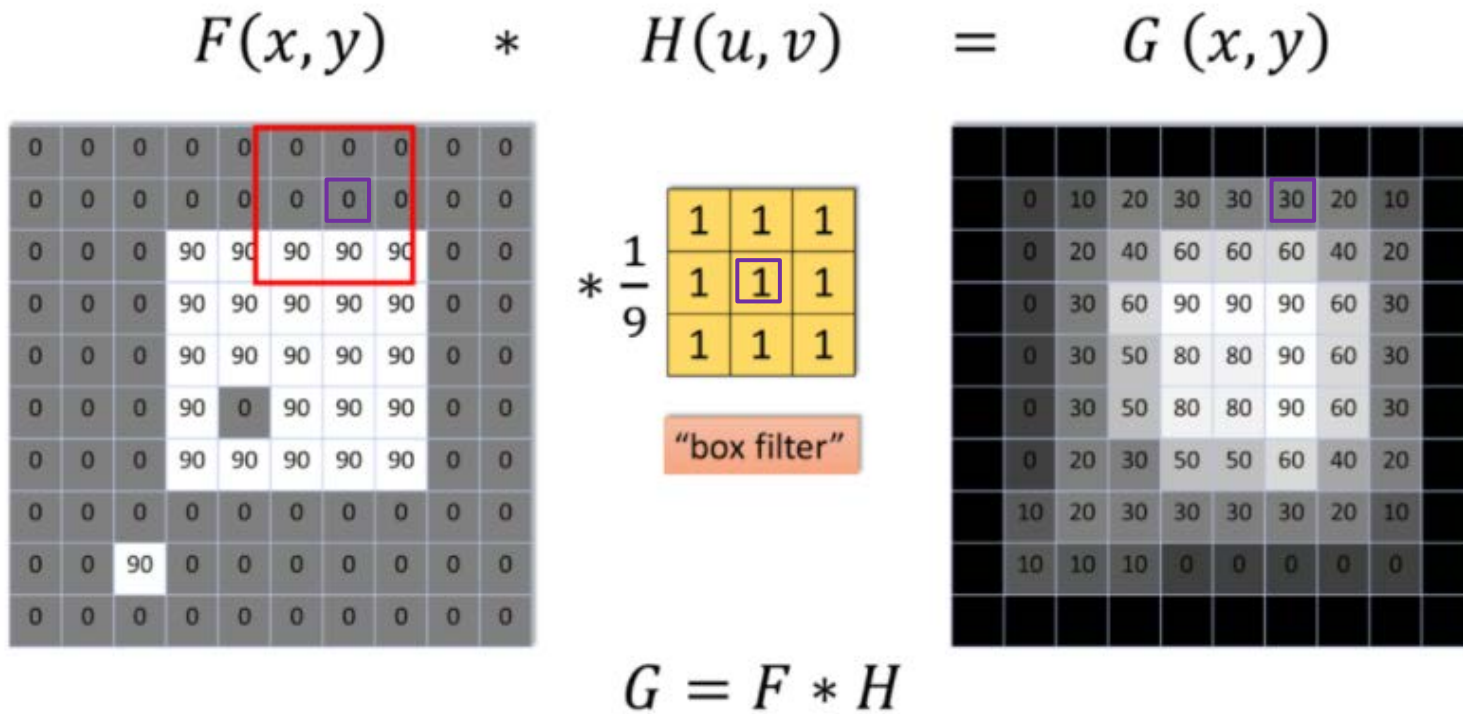 F(x, y) * H(u, v) = G (x, y)
0 0 0 0 0 0 0 0 0 0
0 0 0 0 0 0 0 0 0 0
0 0 0 90 90 90 90 90 0 0
0 0 0 90 90 90 90 90 0 0
0 0 0 90 90 90 90 90 0 0
0 0 0 90 0 90 90 90 0 0
0 0 0 90 90 90 90 90 0 0
0 0 0 0 0 0 0 0 0 0
0 0 90 0 0 0 0 0 0 0
0 0 0 0 0 0 0 0 0 0
* 1/9
1 1 1
1 1 1
1 1 1
"box filter"
0 10 20 30 30 30 20 10
0 20 40 60 60 60 40 20
0 30 60 90 90 90 60 30
0 30 50 80 80 90 60 30
0 30 50 80 80 90 60 30
0 20 30 50 50 60 40 20
10 20 30 30 30 30 20 10
10 10 10 0 0 0 0 0
G = F * H